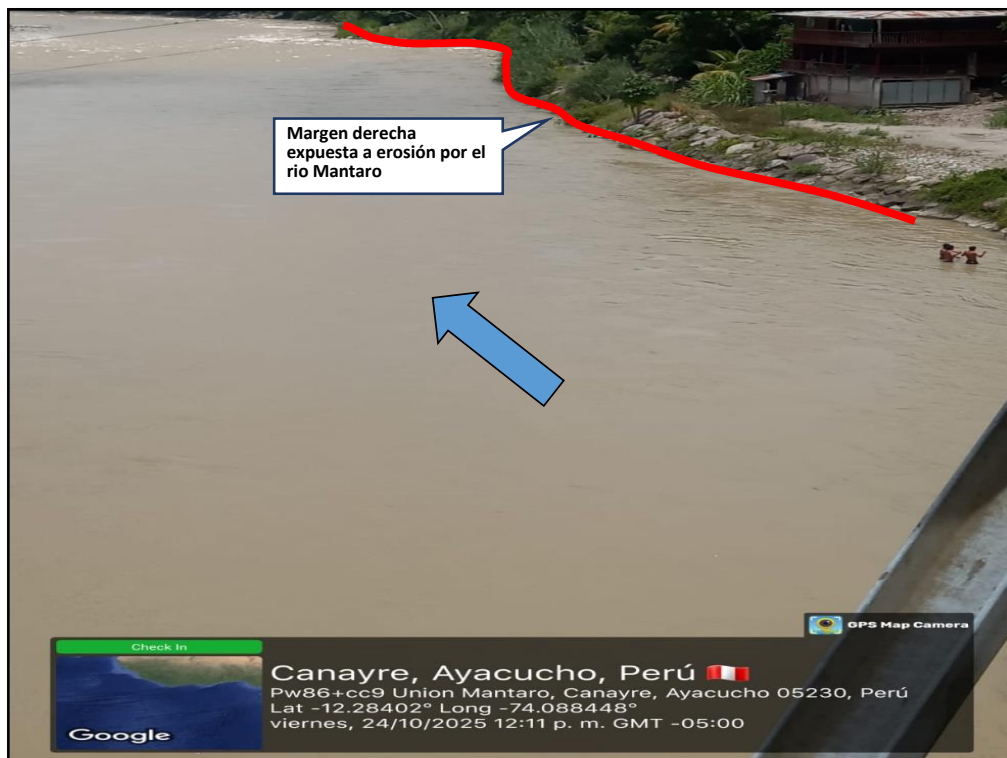 Margen derecha
expuesta a erosión por el
rio Mantaro
GPS Map Camera
Check In
Google
Canayre, Ayacucho, Perú 🇵🇪
Pw86+cc9 Union Mantaro, Canayre, Ayacucho 05230, Perú
Lat -12.28402° Long -74.088448°
viernes, 24/10/2025 12:11 p. m. GMT -05:00